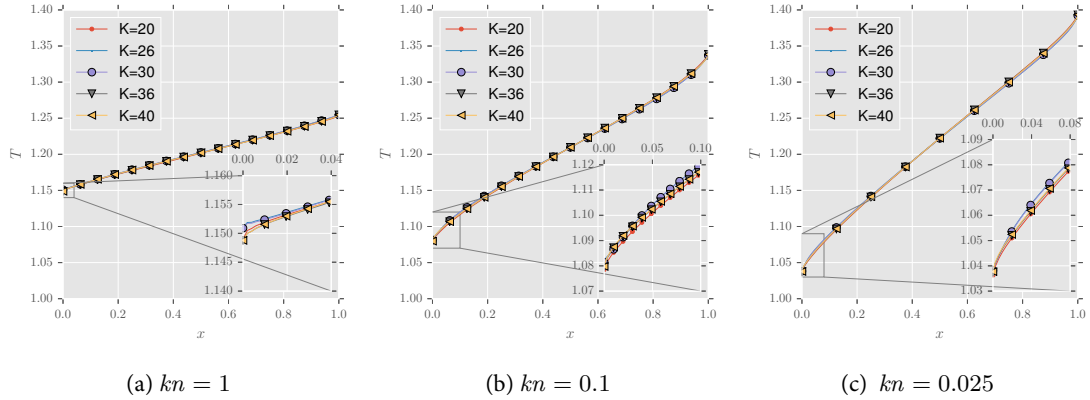 1.40
1.35
1.30
1.25
1.20
1.15
1.10
1.05
1.00
T
K=20
K=26
K=30
K=36
K=40
0.00 0.02 0.04
1.160
1.155
1.150
1.145
1.140
0.0 0.2 0.4 0.6 0.8 1.0
x
(a) kn = 1
1.40
1.35
1.30
1.25
1.20
1.15
1.10
1.05
1.00
T
K=20
K=26
K=30
K=36
K=40
0.00 0.05 0.10
1.12
1.11
1.10
1.09
1.08
1.07
0.0 0.2 0.4 0.6 0.8 1.0
x
(b) kn = 0.1
1.40
1.35
1.30
1.25
1.20
1.15
1.10
1.05
1.00
T
K=20
K=26
K=30
K=36
K=40
0.00 0.04 0.08
1.09
1.08
1.07
1.06
1.05
1.04
1.03
0.0 0.2 0.4 0.6 0.8 1.0
x
(c) kn = 0.025